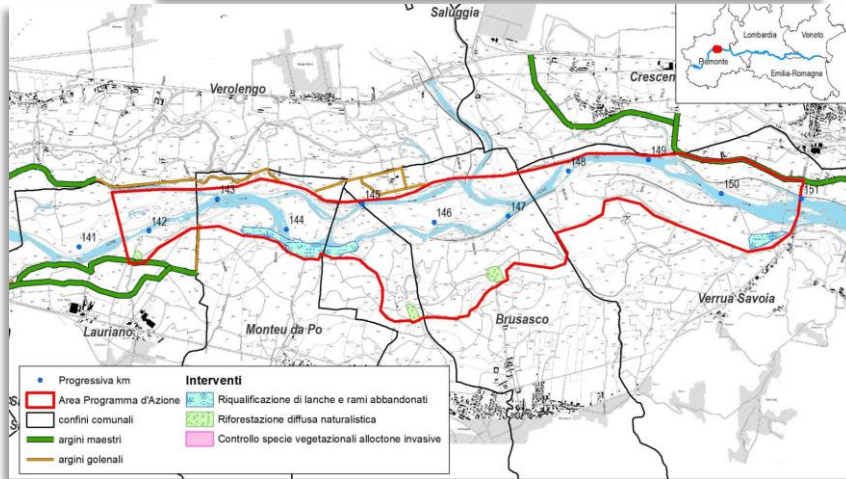 Saluggia
Lombardia
Veneto
Piemonte
Emilia-Romagna
Verolengo
Crescen
149
148
143
145
151
150
142
144
146
147
141
Verrua Savoia
Lauriano
Monteu da Po
Brusasco
Progressiva km
Area Programma d'Azione
confini comunali
argini maestri
argini golenali
Interventi
Riqualificazione di lanche e rami abbandonati
Riforestazione diffusa naturalistica
Controllo specie vegetazionali alloctone invasive